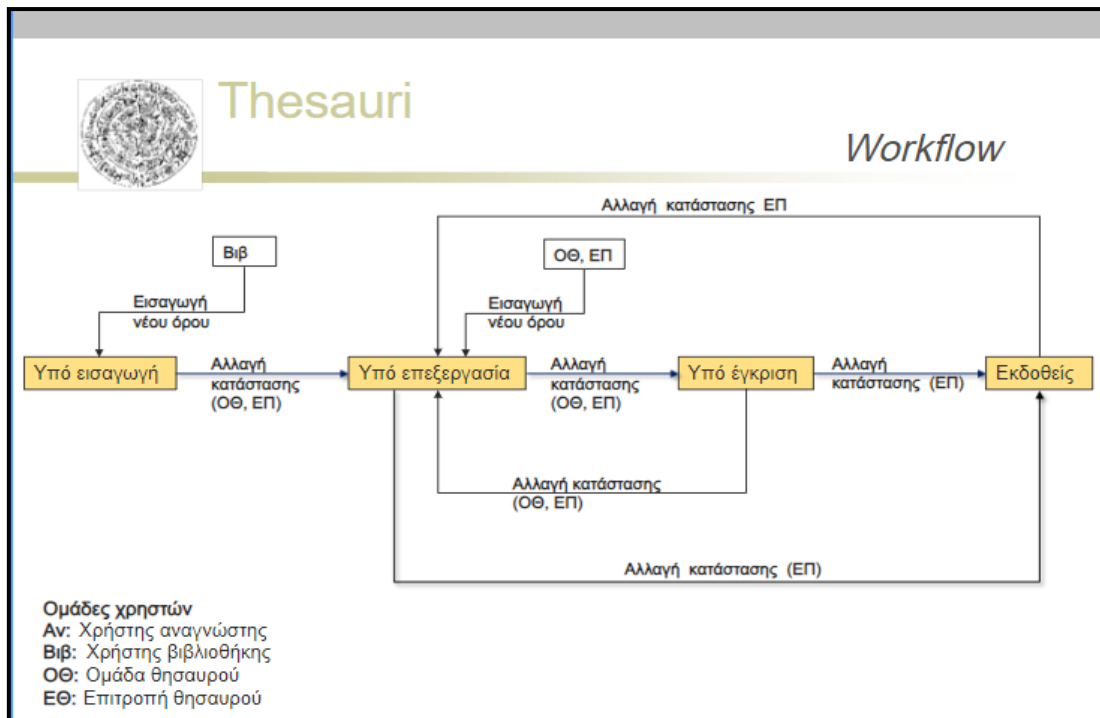 Thesauri
Workflow
Αλλαγή κατάστασης ΕΠ
Βιβ
ΟΘ, ΕΠ
Εισαγωγή
νέου όρου
Εισαγωγή
νέου όρου
Υπό εισαγωγή
Αλλαγή
κατάστασης
(ΟΘ, ΕΠ)
Υπό επεξεργασία
Αλλαγή
κατάστασης
(ΟΘ, ΕΠ)
Υπό έγκριση
Αλλαγή
κατάστασης (ΕΠ)
Εκδοθείς
Αλλαγή κατάστασης
(ΟΘ, ΕΠ)
Αλλαγή κατάστασης (ΕΠ)
Ομάδες χρηστών
Αν: Χρήστης αναγνώστης
Βιβ: Χρήστης βιβλιοθήκης
ΟΘ: Ομάδα θησαυρού
ΕΘ: Επιτροπή θησαυρού